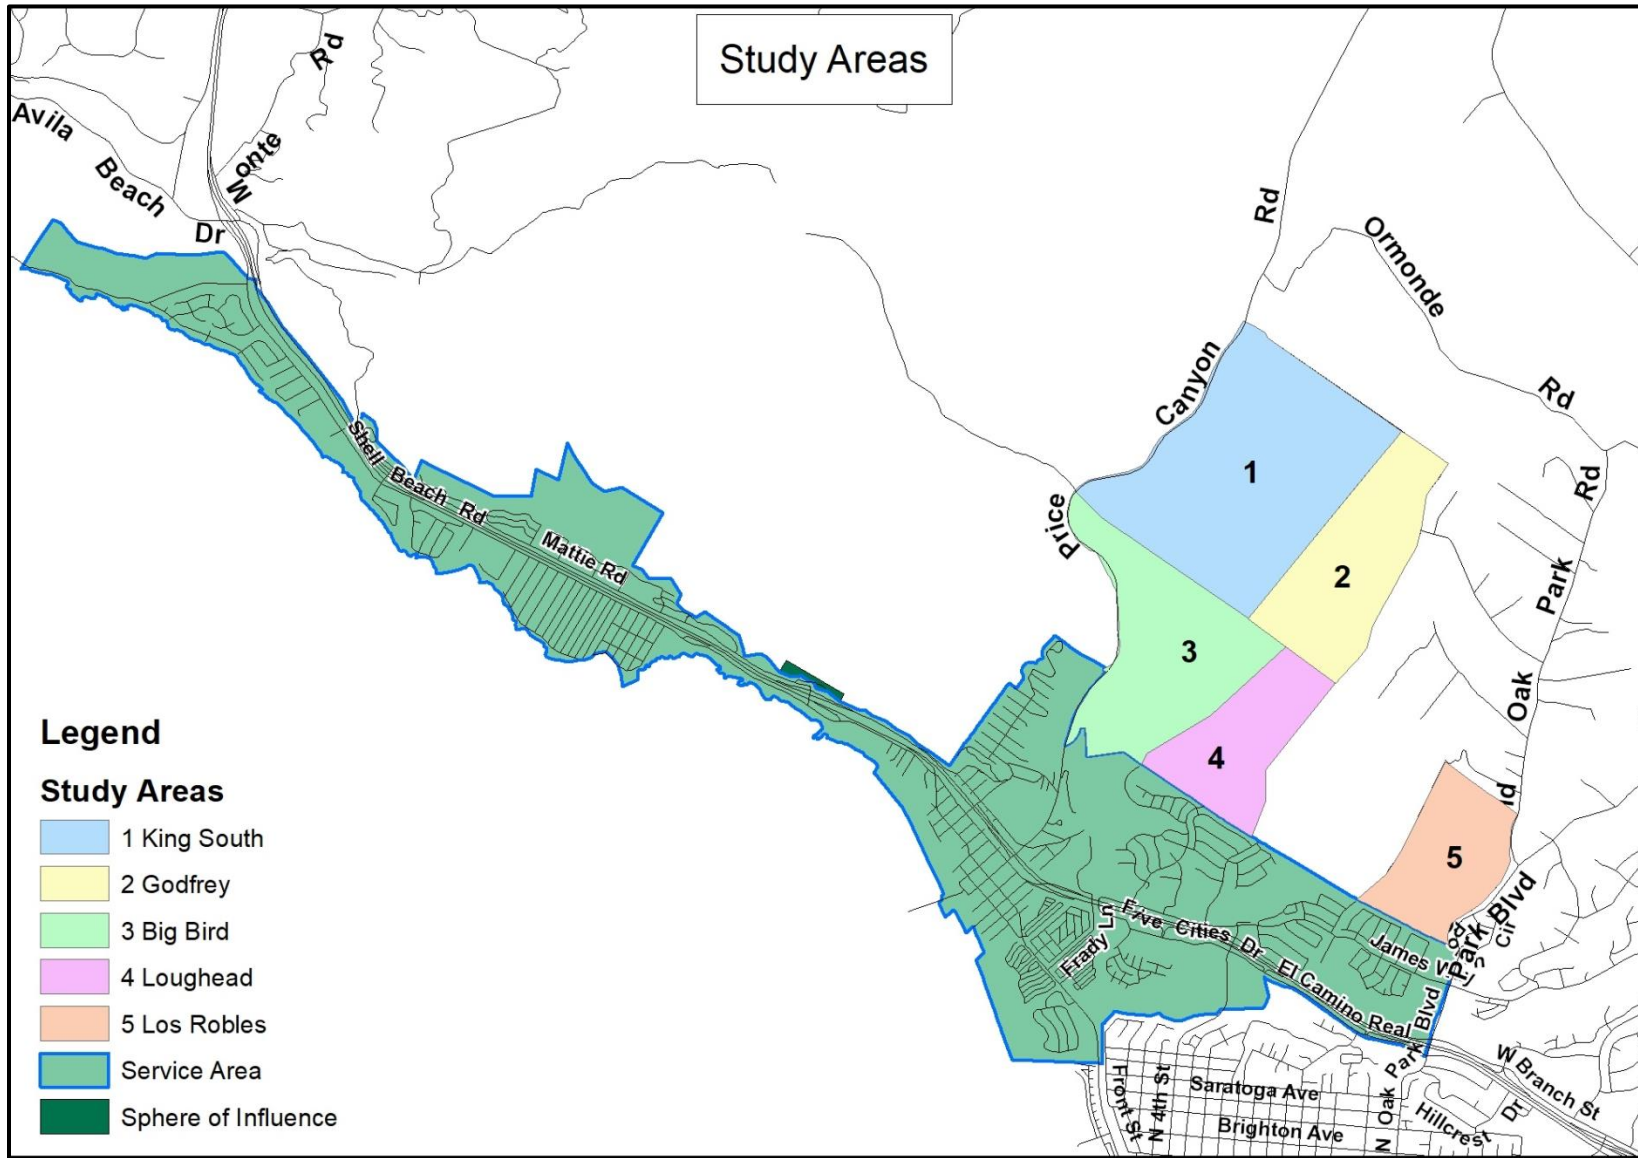 Study Areas
Avila Beach Dr
Monte Rd
Canyon Rd
Price
Ormonde Rd
Oak Park Rd
Shell Beach Rd
Mattie Rd
1
2
3
4
5
Park Blvd
Cir
James Way
Five Cities Dr
Frady Ln
El Camino Real
N Oak Park Blvd
W Branch St
Saratoga Ave
Brighton Ave
Front St
N 4th St
Hillcrest Dr
Legend
Study Areas
1 King South
2 Godfrey
3 Big Bird
4 Loughead
5 Los Robles
Service Area
Sphere of Influence